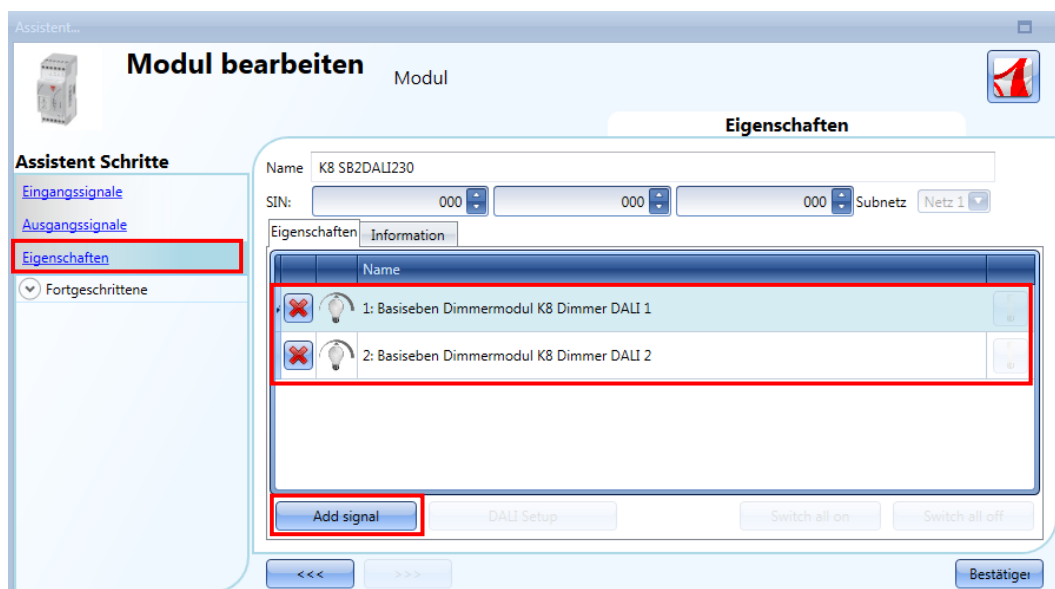 Assistent...
Modul bearbeiten Modul
Eigenschaften
Assistent Schritte
Eingangssignale
Ausgangssignale
Eigenschaften
Fortgeschrittene
Name K8 SB2DALI230
SIN: 000 000 000 Subnetz Netz 1
Eigenschaften Information
Name
1: Basiseben Dimmermodul K8 Dimmer DALI 1
2: Basiseben Dimmermodul K8 Dimmer DALI 2
Add signal DALI Setup Switch all on Switch all off
<<< >>> Bestätiger